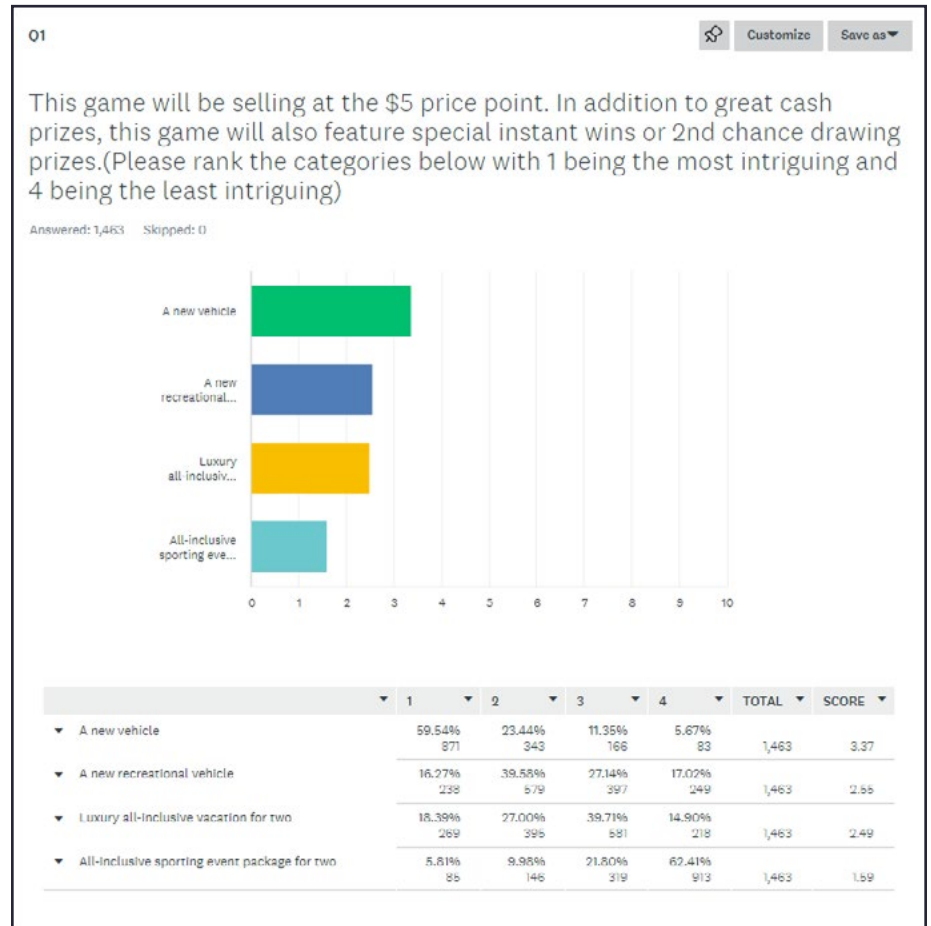 Q1
Customize
Save as
This game will be selling at the $5 price point. In addition to great cash
prizes, this game will also feature special instant wins or 2nd chance drawing
prizes.(Please rank the categories below with 1 being the most intriguing and
4 being the least intriguing)
Answered: 1,463 Skipped: 0
A new vehicle
A new
recreational...
Luxury
all-inclusiv...
All-inclusive
sporting eve...
0 1 2 3 4 5 6 7 8 9 10
1 2 3 4 TOTAL SCORE
A new vehicle 59.54% 23.44% 11.35% 5.67%
871 343 166 83 1,463 3.37
A new recreational vehicle 16.27% 39.58% 27.14% 17.02%
238 579 397 249 1,463 2.55
Luxury all-inclusive vacation for two 18.39% 27.00% 39.71% 14.90%
269 395 581 218 1,463 2.49
All-inclusive sporting event package for two 5.81% 9.98% 21.80% 62.41%
85 146 319 913 1,463 1.59